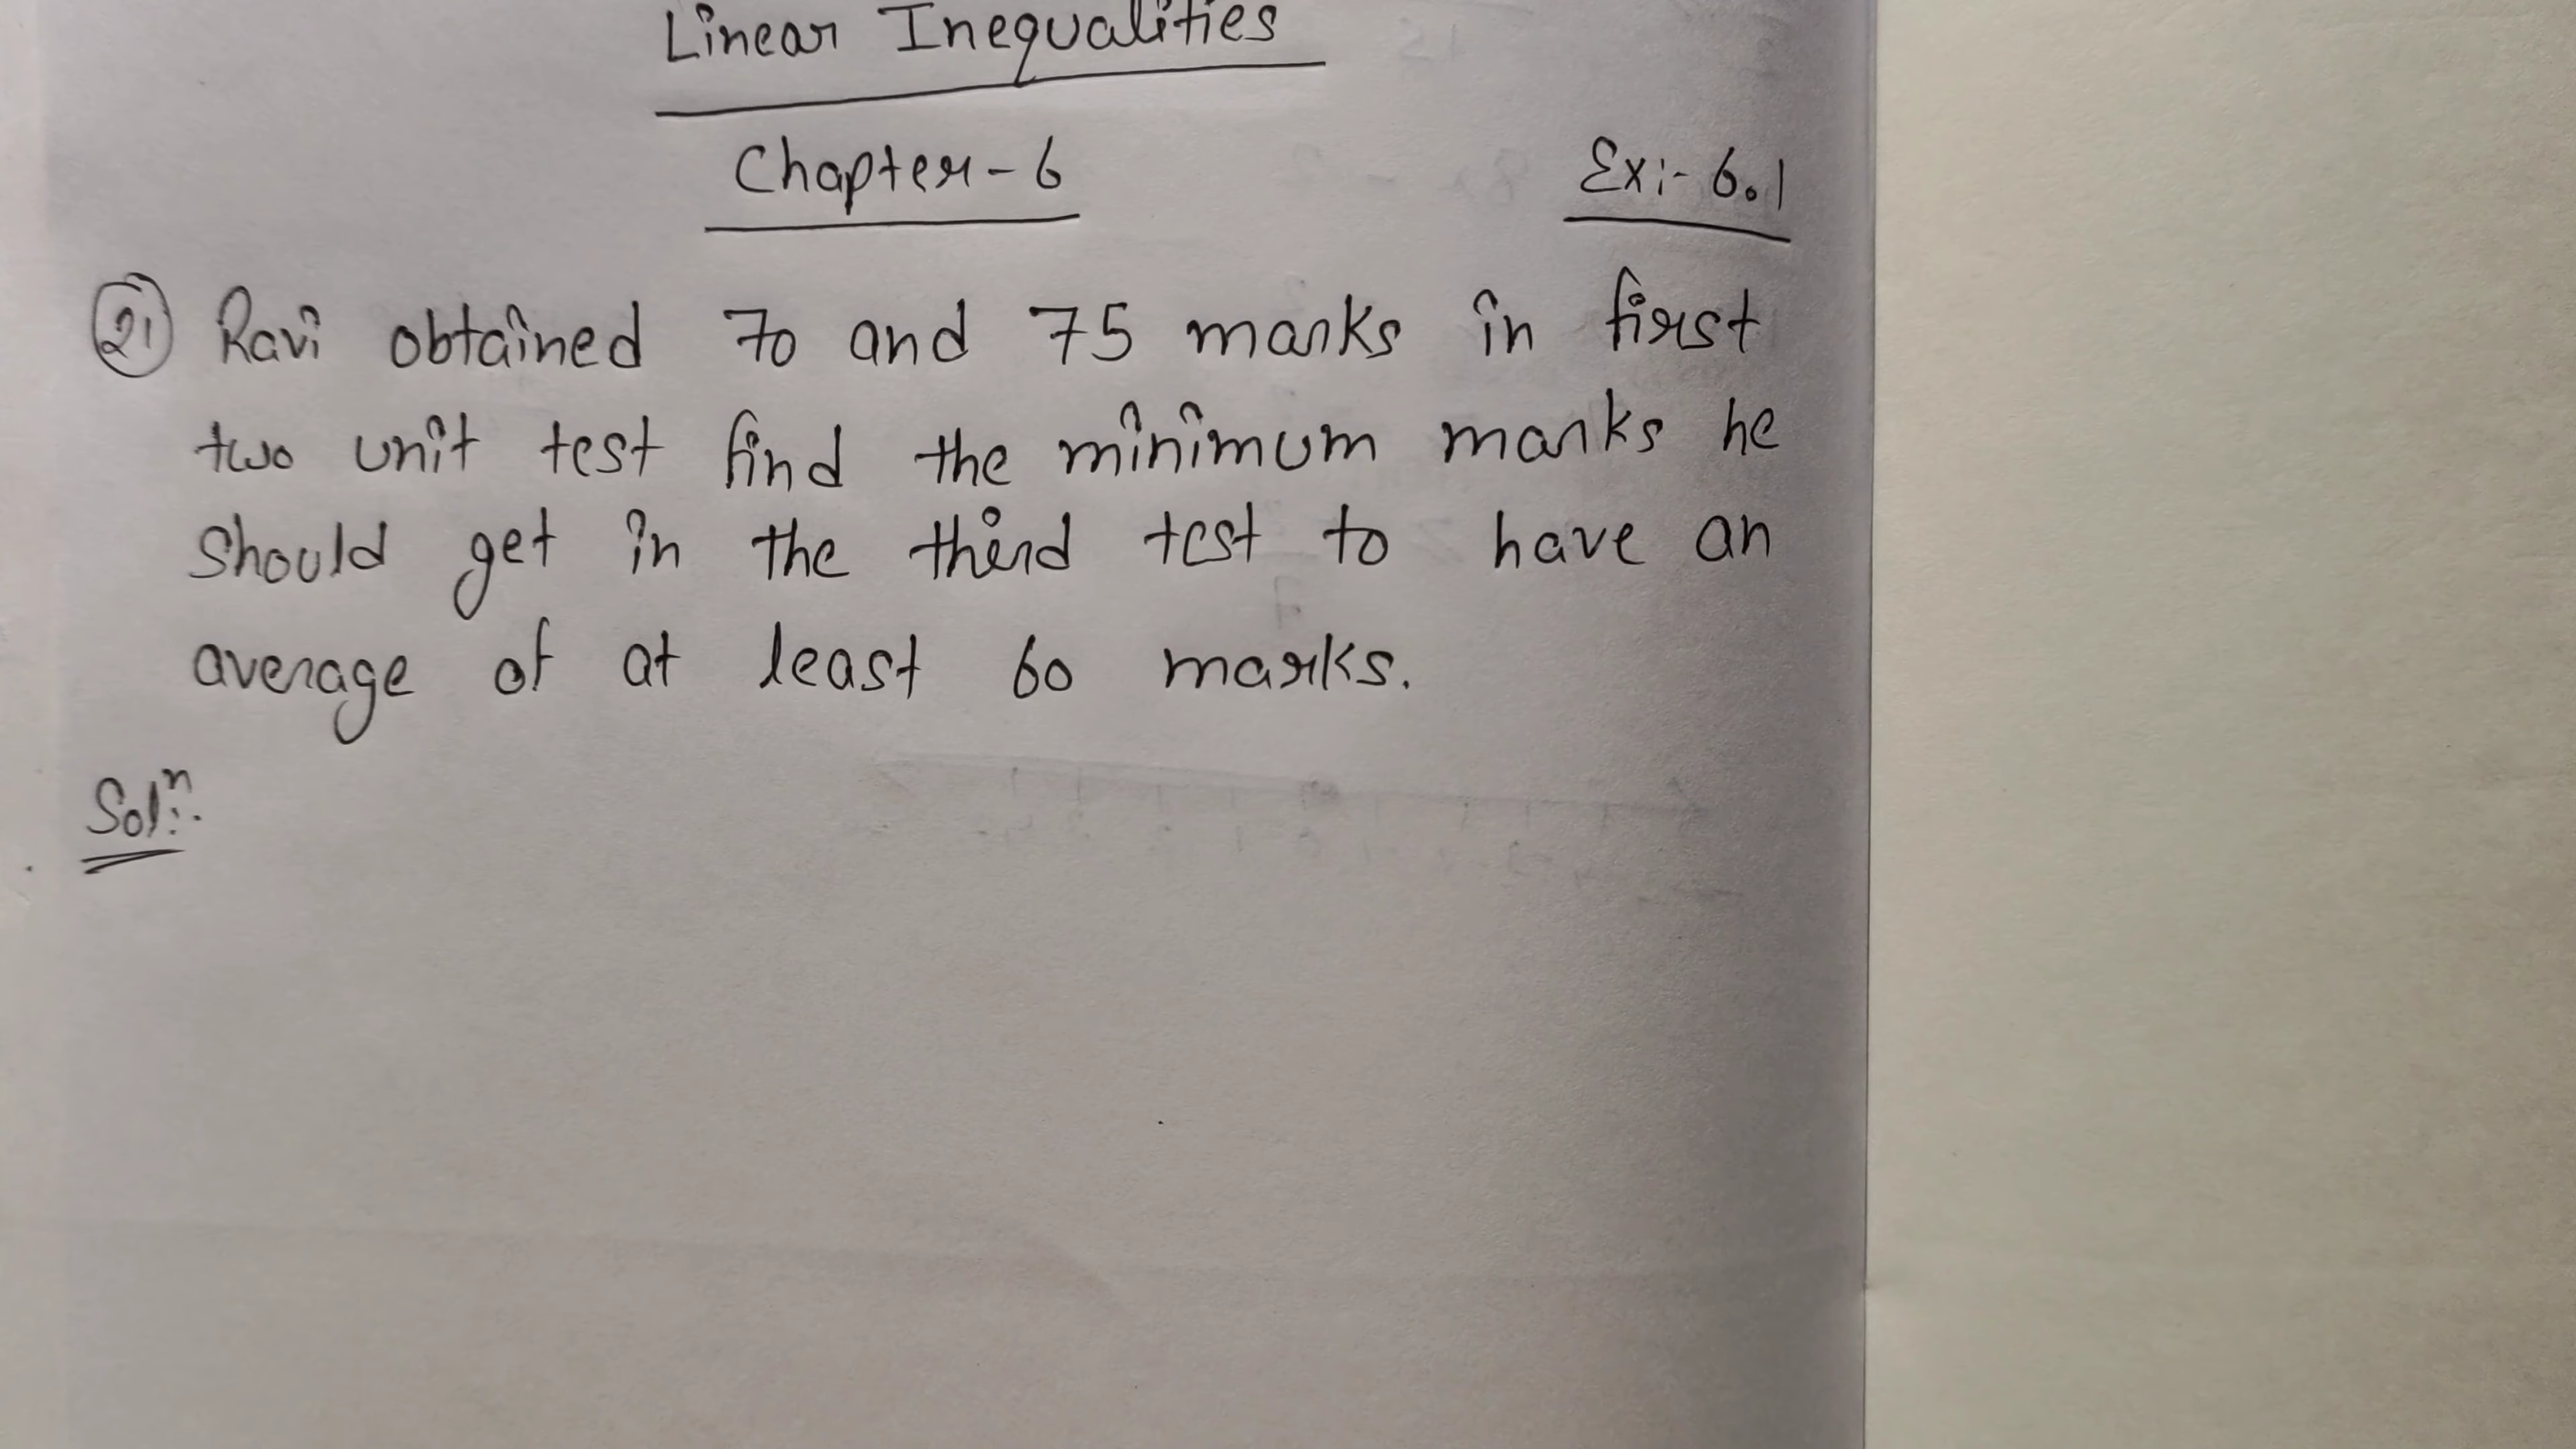 Linear Inequalities
Chapter-6
Ex:- 6.1
21 Ravi obtained 70 and 75 marks in first
two unit test find the minimum marks he
should get in the third test to have an
average of at least 60 marks.
Solⁿ:.